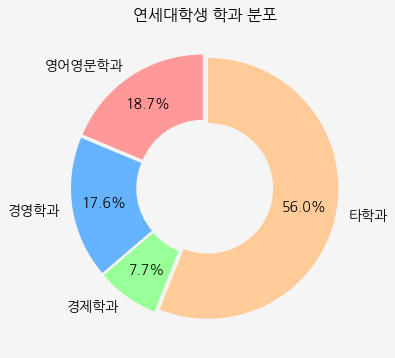 연세대학생 학과 분포
영어영문학과
18.7%
경영학과
17.6%
56.0%
타학과
7.7%
경제학과